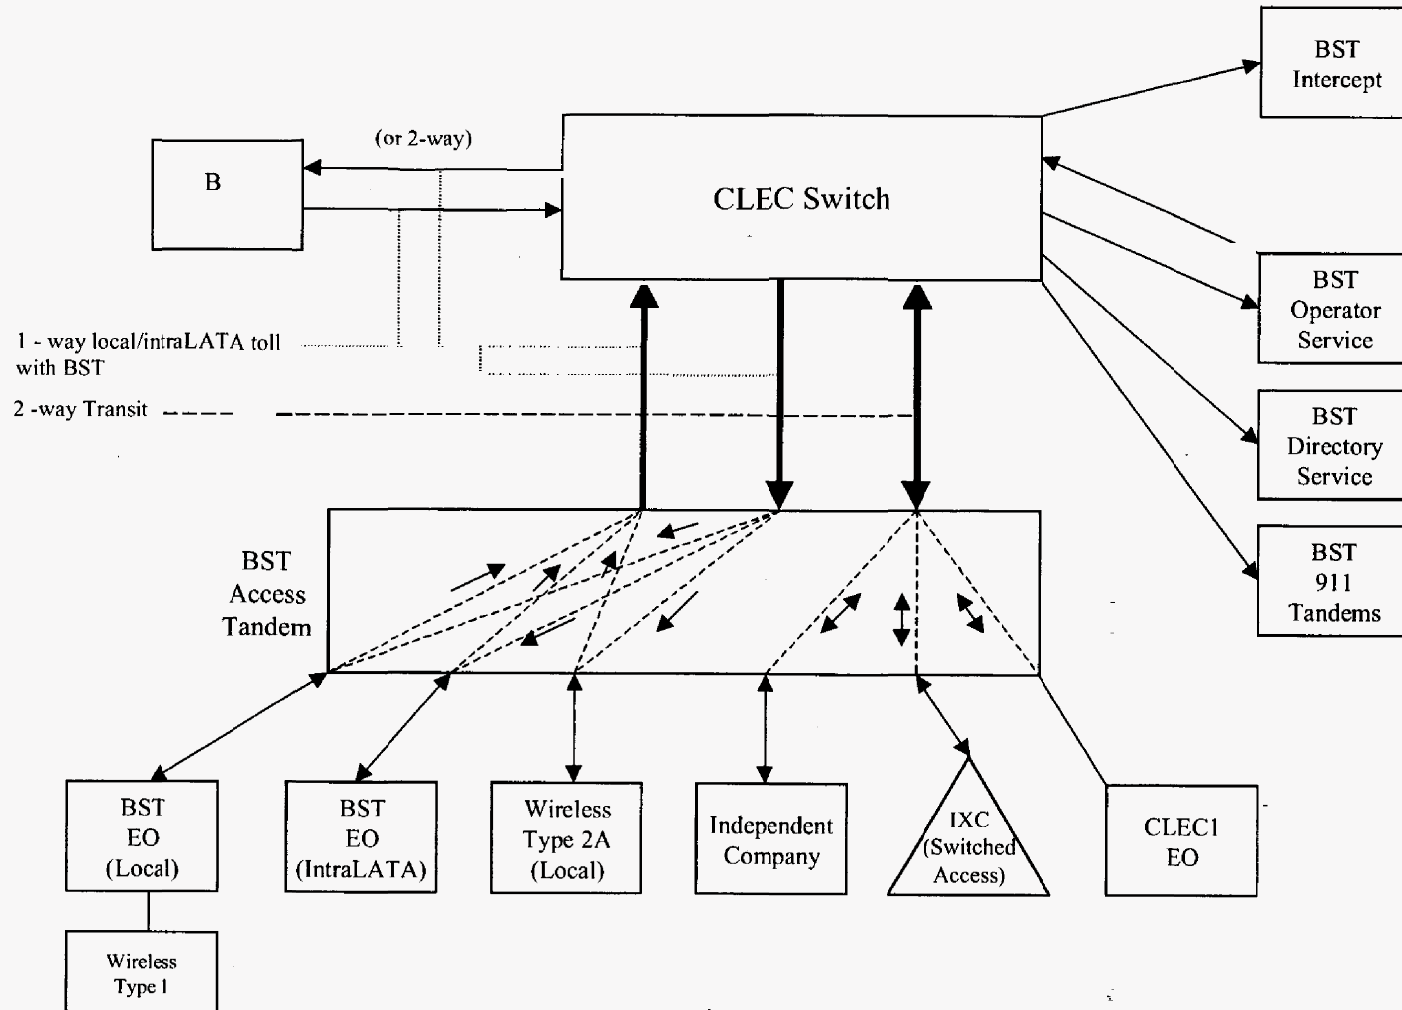 BST
Intercept
(or 2-way)
B
CLEC Switch
BST
Operator
Service
1 - way local/intraLATA toll
with BST
2 -way Transit
BST
Directory
Service
BST
Access
Tandem
BST
911
Tandems
BST
EO
(Local)
BST
EO
(IntraLATA)
Wireless
Type 2A
(Local)
Independent
Company
IXC
(Switched
Access)
CLEC1
EO
Wireless
Type 1